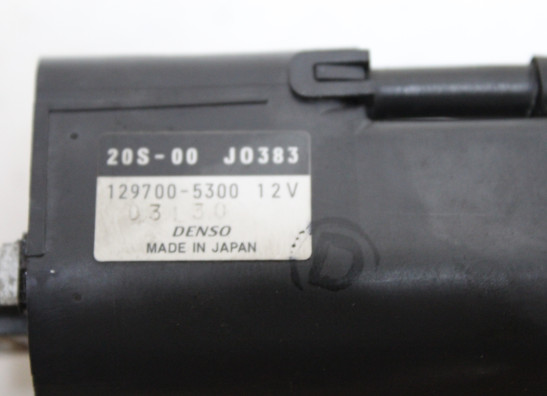 20S-00 J0383
129700-5300 12V
03130
DENSO
MADE IN JAPAN
D